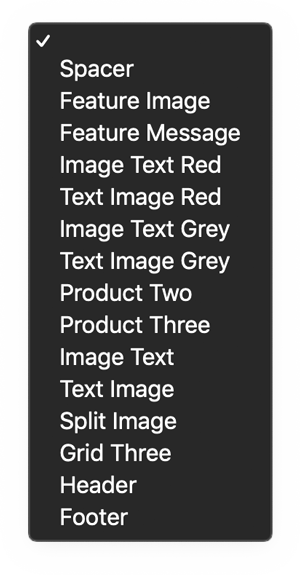 Spacer
Feature Image
Feature Message
Image Text Red
Text Image Red
Image Text Grey
Text Image Grey
Product Two
Product Three
Image Text
Text Image
Split Image
Grid Three
Header
Footer